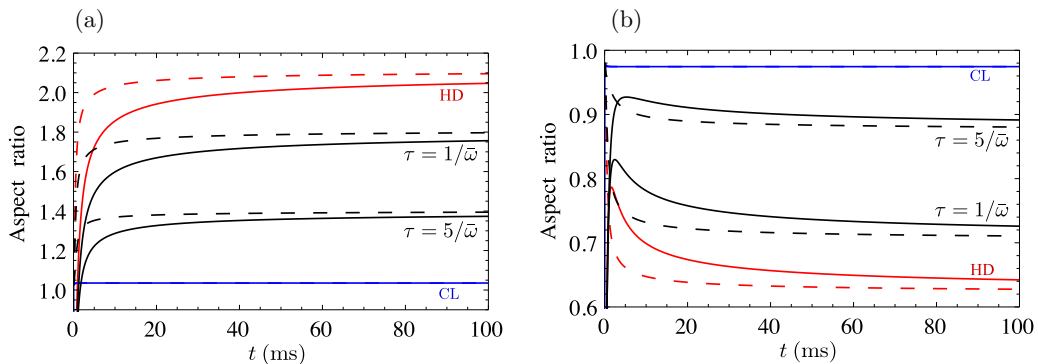 (a)
2.2
2.0
1.8
1.6
1.4
1.2
1.0
Aspect ratio
HD
τ = 1/ω̄
τ = 5/ω̄
CL
0 20 40 60 80 100
t (ms)
(b)
1.0
0.9
0.8
0.7
0.6
Aspect ratio
CL
τ = 5/ω̄
τ = 1/ω̄
HD
0 20 40 60 80 100
t (ms)